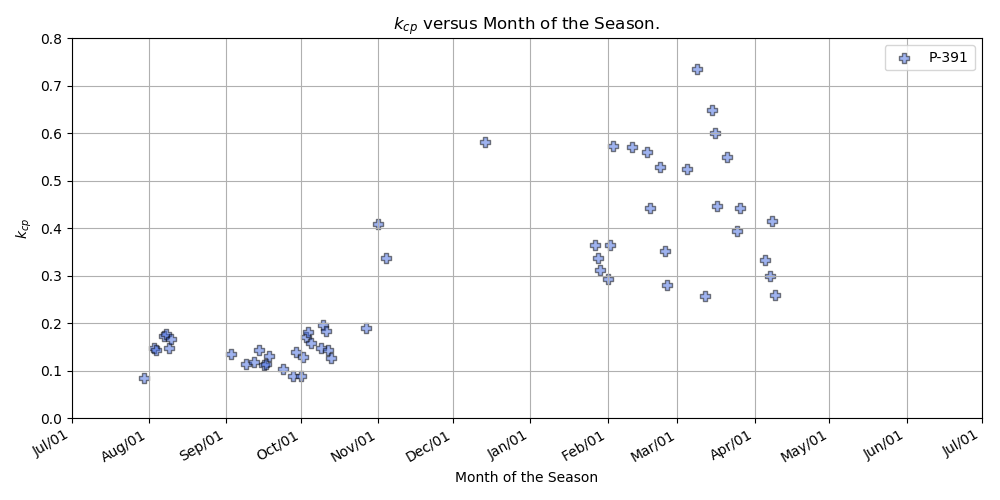 k_cp versus Month of the Season.
P-391
k_cp
0.8
0.7
0.6
0.5
0.4
0.3
0.2
0.1
0.0
Jul/01 Aug/01 Sep/01 Oct/01 Nov/01 Dec/01 Jan/01 Feb/01 Mar/01 Apr/01 May/01 Jun/01 Jul/01
Month of the Season